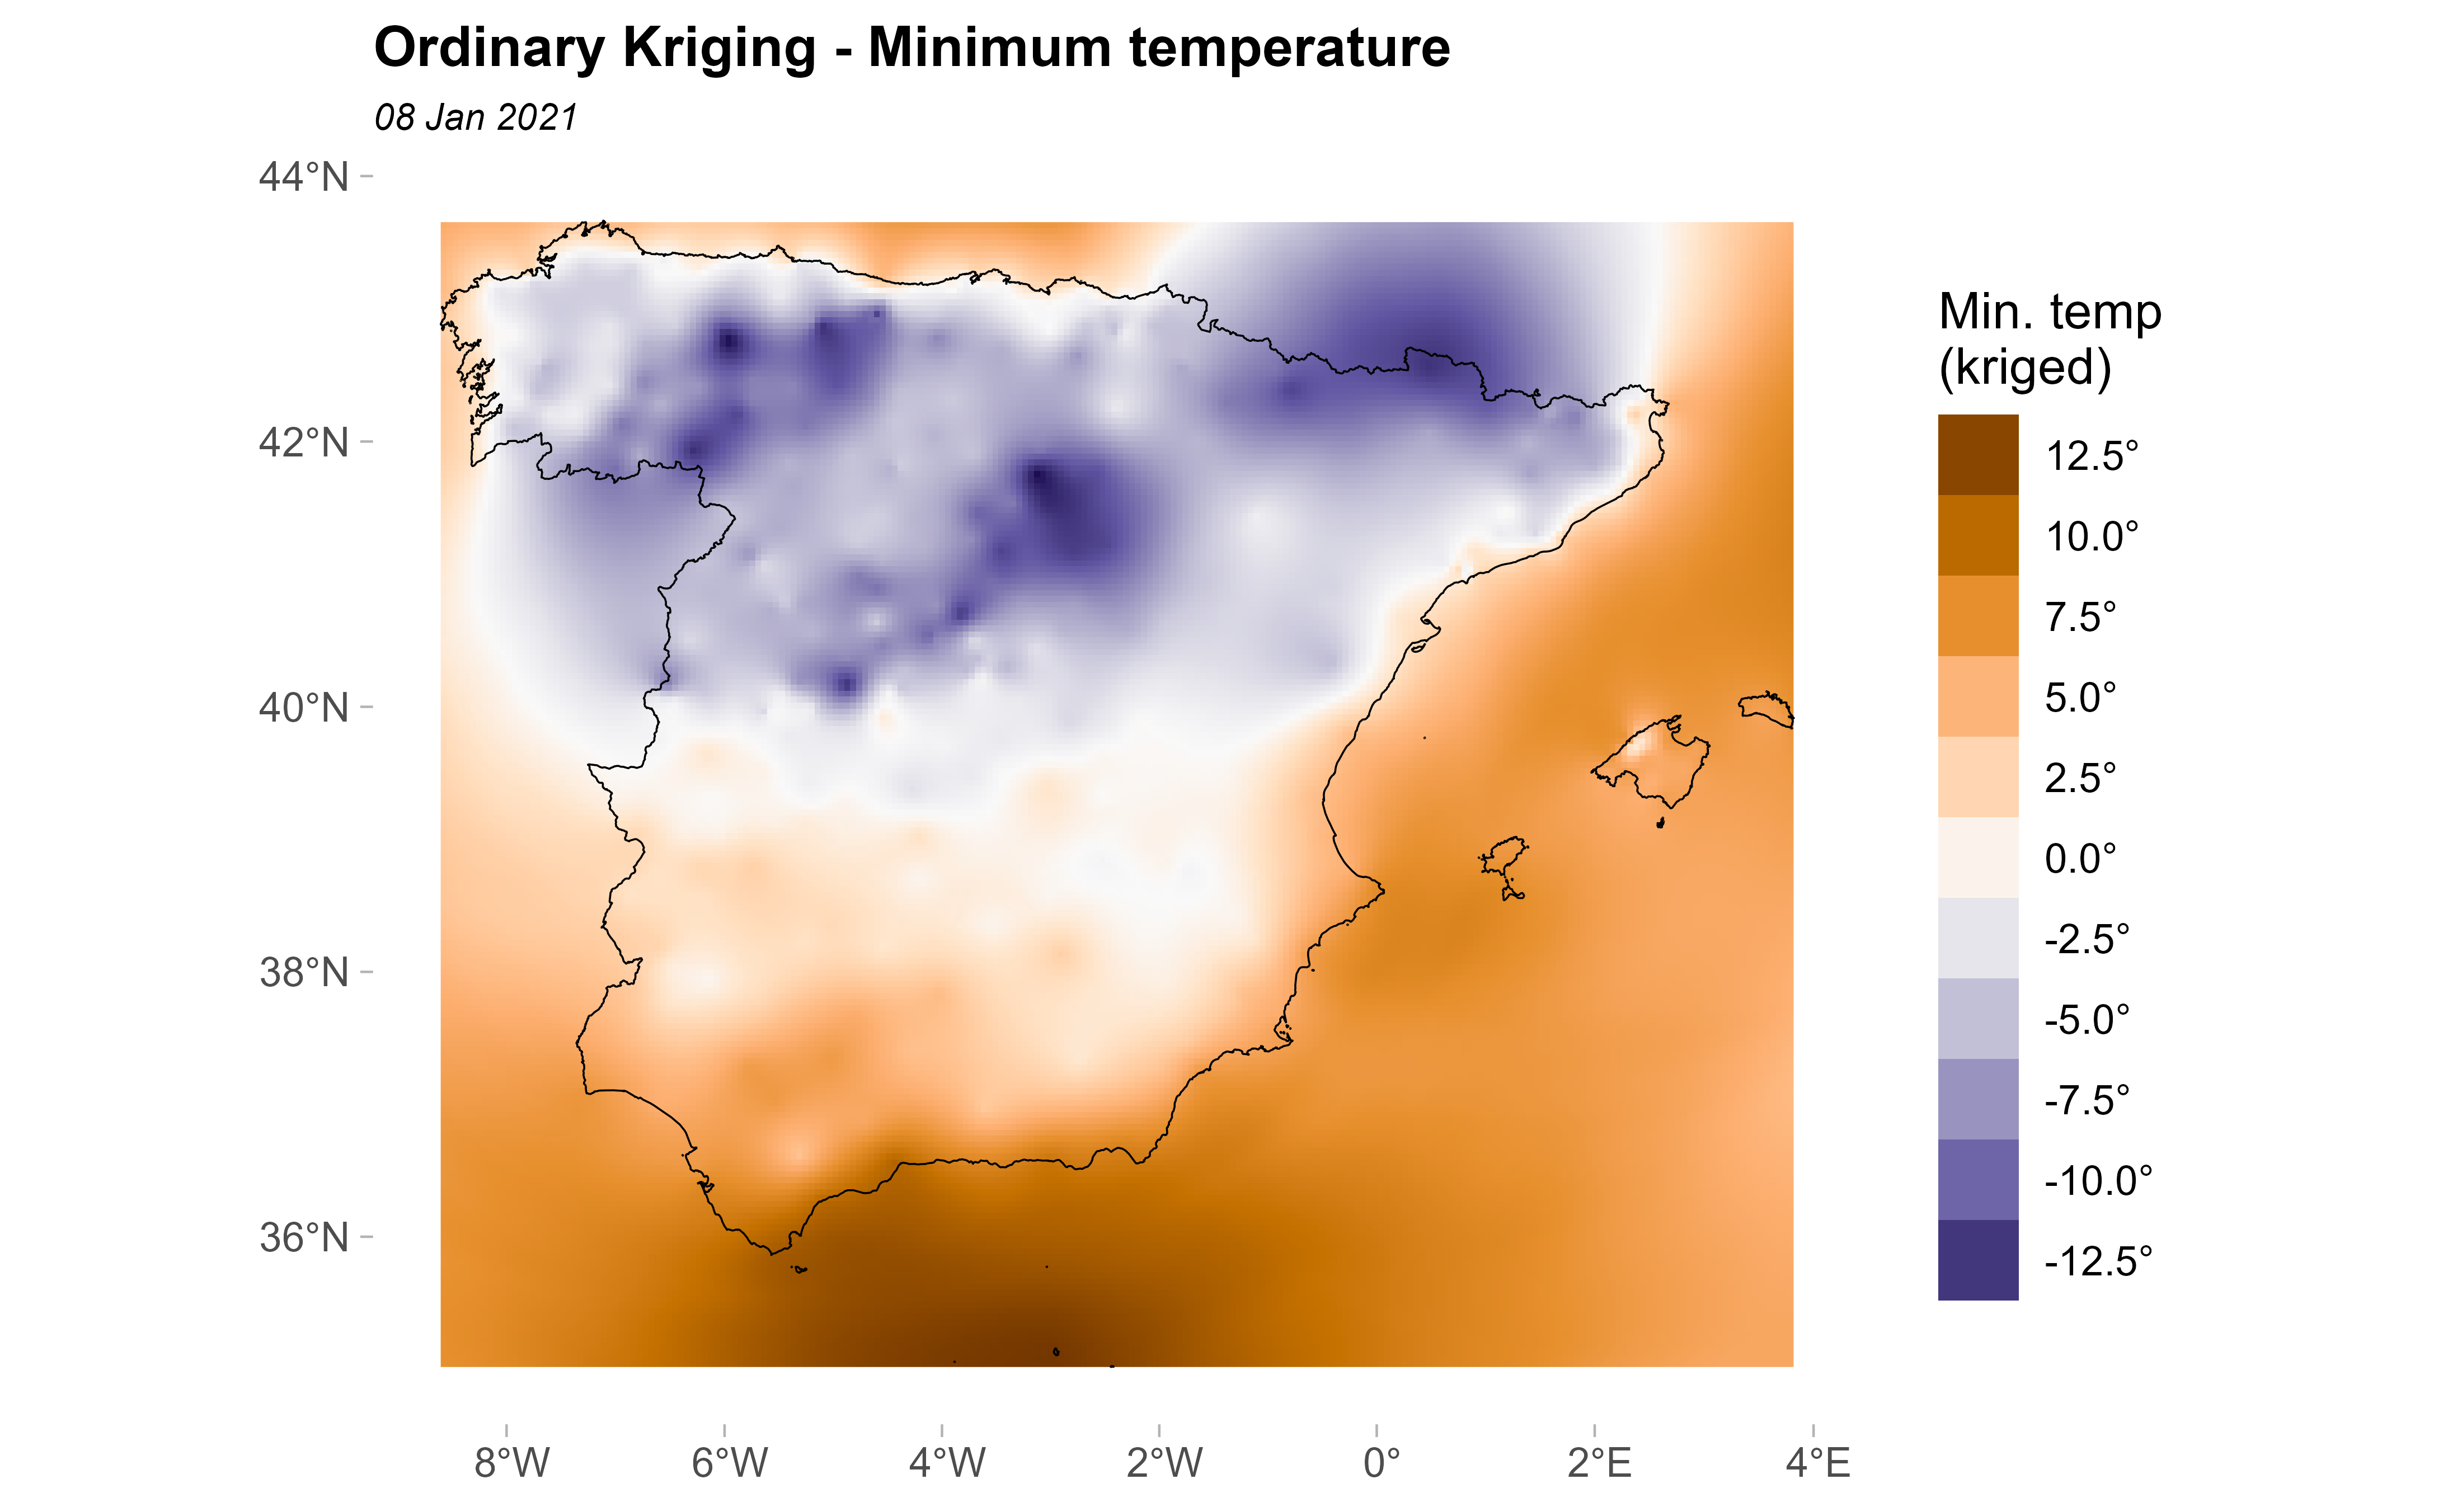 Ordinary Kriging - Minimum temperature
08 Jan 2021
44°N
42°N
40°N
38°N
36°N
8°W
6°W
4°W
2°W
0°
2°E
4°E
Min. temp
(kriged)
12.5°
10.0°
7.5°
5.0°
2.5°
0.0°
-2.5°
-5.0°
-7.5°
-10.0°
-12.5°